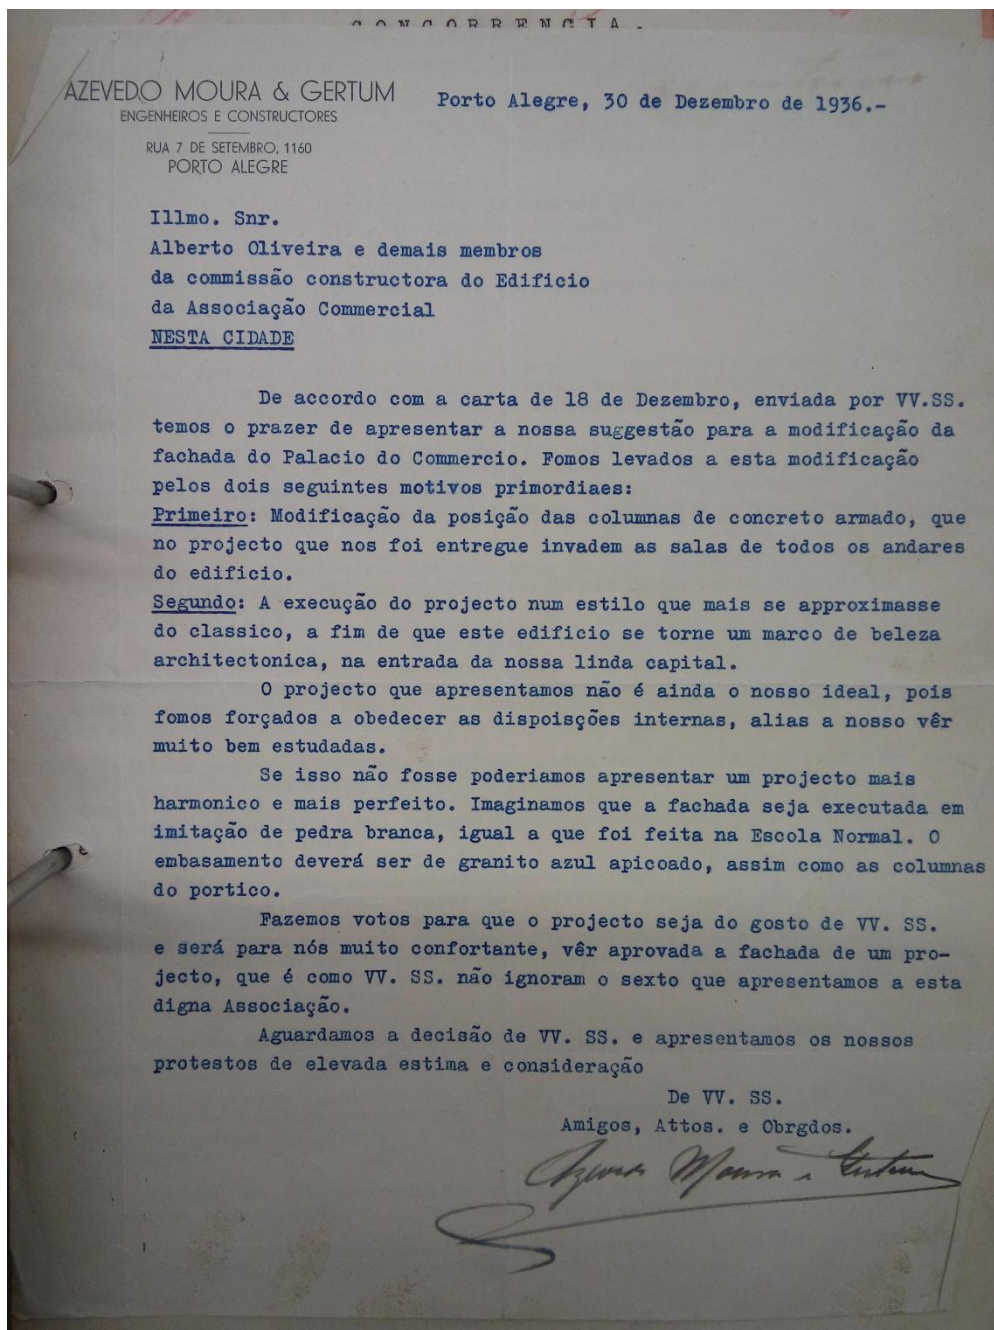 CONCORRENCIA.
AZEVEDO MOURA & GERTUM
ENGENHEIROS E CONSTRUCTORES
RUA 7 DE SETEMBRO, 1160
PORTO ALEGRE
Porto Alegre, 30 de Dezembro de 1936.-
Illmo. Snr.
Alberto Oliveira e demais membros
da commissão constructora do Edificio
da Associação Commercial
NESTA CIDADE
De accordo com a carta de 18 de Dezembro, enviada por VV.SS.
temos o prazer de apresentar a nossa suggestão para a modificação da
fachada do Palacio do Commercio. Fomos levados a esta modificação
pelos dois seguintes motivos primordiaes:
Primeiro: Modificação da posição das columnas de concreto armado, que
no projecto que nos foi entregue invadem as salas de todos os andares
do edificio.
Segundo: A execução do projecto num estilo que mais se approximasse
do classico, a fim de que este edificio se torne um marco de beleza
architectonica, na entrada da nossa linda capital.
O projecto que apresentamos não é ainda o nosso ideal, pois
fomos forçados a obedecer as dispoisções internas, alias a nosso vêr
muito bem estudadas.
Se isso não fosse poderiamos apresentar um projecto mais
harmonico e mais perfeito. Imaginamos que a fachada seja executada em
imitação de pedra branca, igual a que foi feita na Escola Normal. O
embasamento deverá ser de granito azul apicoado, assim como as columnas
do portico.
Fazemos votos para que o projecto seja do gosto de VV. SS.
e será para nós muito confortante, vêr aprovada a fachada de um pro-
jecto, que é como VV. SS. não ignoram o sexto que apresentamos a esta
digna Associação.
Aguardamos a decisão de VV. SS. e apresentamos os nossos
protestos de elevada estima e consideração
De VV. SS.
Amigos, Attos. e Obrgdos.
Azevedo Moura & Gertum